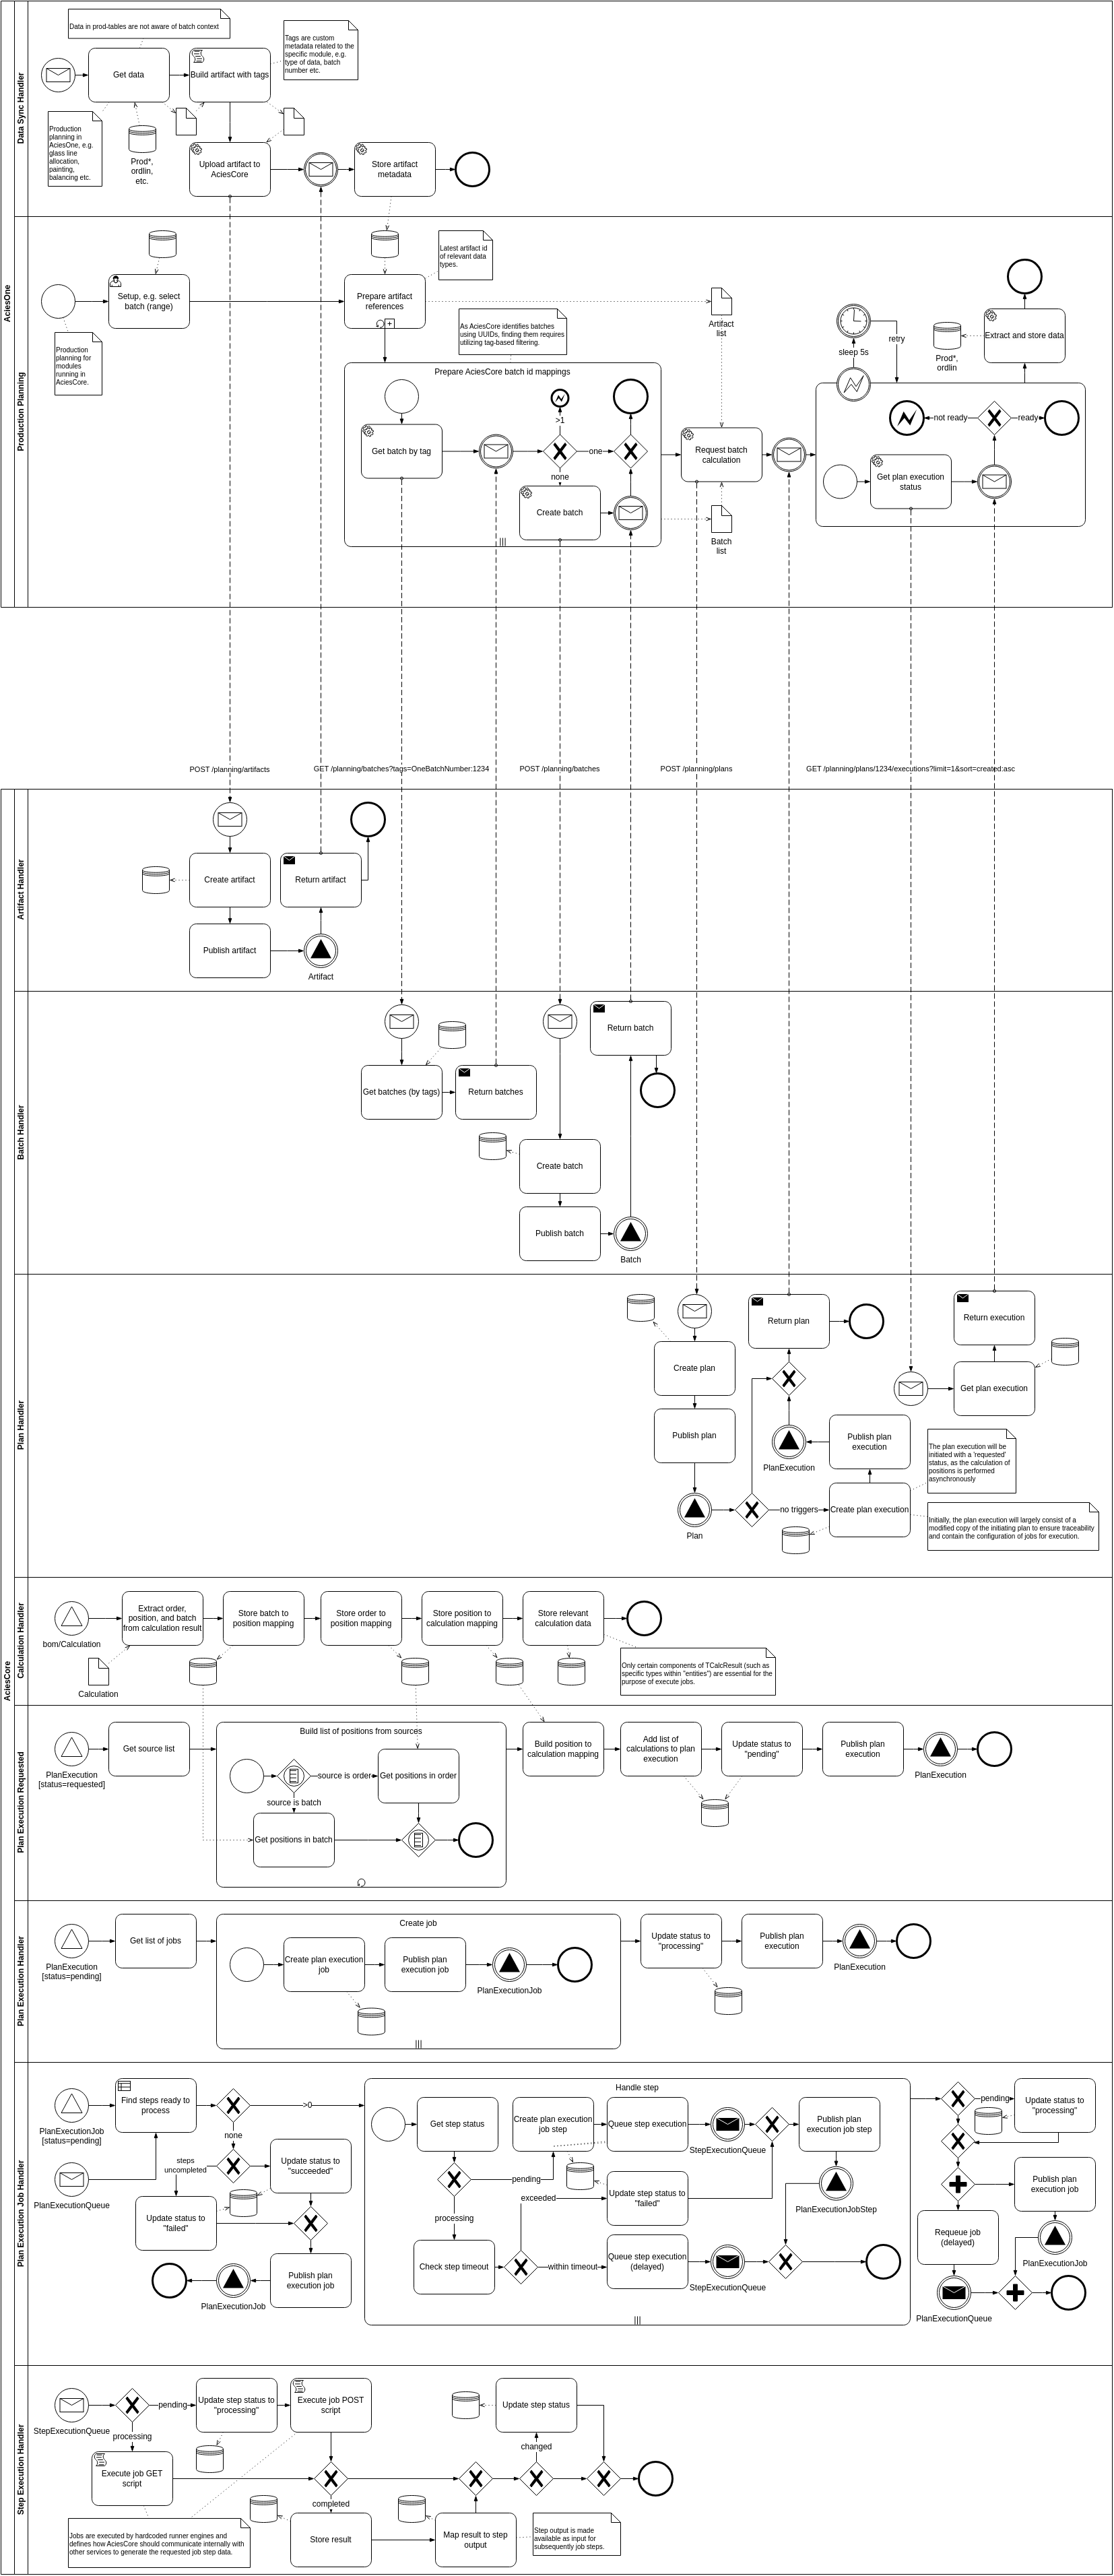 AciesOne
Data Sync Handler
Data in prod-tables are not aware of batch context
Tags are custom
metadata related to the
specific module, e.g.
type of data, batch
number etc.
Get data
Build artifact with tags
Production
planning in
AciesOne, e.g.
glass line
allocation,
painting,
balancing etc.
Prod*,
ordlin,
etc.
Upload artifact to
AciesCore
Store artifact
metadata
Production Planning
Latest artifact id
of relevant data
types.
Setup, e.g. select
batch (range)
Prepare artifact
references
Artifact
list
As AciesCore identifies batches
using UUIDs, finding them requires
utilizing tag-based filtering.
Production
planning for
modules
running in
AciesCore.
Prepare AciesCore batch id mappings
Get batch by tag
>1
one
none
Create batch
Request batch
calculation
Batch
list
sleep 5s
retry
Prod*,
ordlin
Extract and store data
not ready
ready
Get plan execution
status
POST /planning/artifacts
GET /planning/batches?tags=OneBatchNumber:1234
POST /planning/batches
POST /planning/plans
GET /planning/plans/1234/executions?limit=1&sort=created:asc
AciesCore
Artifact Handler
Create artifact
Return artifact
Publish artifact
Artifact
Batch Handler
Return batch
Get batches (by tags)
Return batches
Create batch
Publish batch
Batch
Plan Handler
Return plan
Return execution
Create plan
Get plan execution
Publish plan
Publish plan
execution
PlanExecution
The plan execution will be
initiated with a 'requested'
status, as the calculation of
positions is performed
asynchronously
Plan
no triggers
Create plan execution
Initially, the plan execution will largely consist of a
modified copy of the initiating plan to ensure traceability
and contain the configuration of jobs for execution.
Calculation Handler
bom/Calculation
Extract order,
position, and batch
from calculation result
Store batch to
position mapping
Store order to
position mapping
Store position to
calculation mapping
Store relevant
calculation data
Calculation
Only certain components of TCalcResult (such as
specific types within "entities") are essential for the
purpose of execute jobs.
Plan Execution Requested
PlanExecution
[status=requested]
Get source list
Build list of positions from sources
source is order
Get positions in order
source is batch
Get positions in batch
Build position to
calculation mapping
Add list of
calculations to plan
execution
Update status to
"pending"
Publish plan
execution
PlanExecution
Plan Execution Handler
PlanExecution
[status=pending]
Get list of jobs
Create job
Create plan execution
job
Publish plan
execution job
PlanExecutionJob
Update status to
"processing"
Publish plan
execution
PlanExecution
Plan Execution Job Handler
PlanExecutionJob
[status=pending]
Find steps ready to
process
>0
none
PlanExecutionQueue
steps
uncompleted
Update status to
"succeeded"
Update status to
"failed"
Publish plan
execution job
PlanExecutionJob
Handle step
Get step status
Create plan execution
job step
Queue step execution
StepExecutionQueue
Publish plan
execution job step
pending
exceeded
Update step status to
"failed"
PlanExecutionJobStep
processing
Check step timeout
within timeout
Queue step execution
(delayed)
StepExecutionQueue
pending
Update status to
"processing"
Publish plan
execution job
Requeue job
(delayed)
PlanExecutionJob
PlanExecutionQueue
Step Execution Handler
StepExecutionQueue
pending
Update step status to
"processing"
Execute job POST
script
processing
Execute job GET
script
Update step status
changed
completed
Store result
Map result to step
output
Jobs are executed by hardcoded runner engines and
defines how AciesCore should communicate internally with
other services to generate the requested job step data.
Step output is made
available as input for
subsequently job steps.